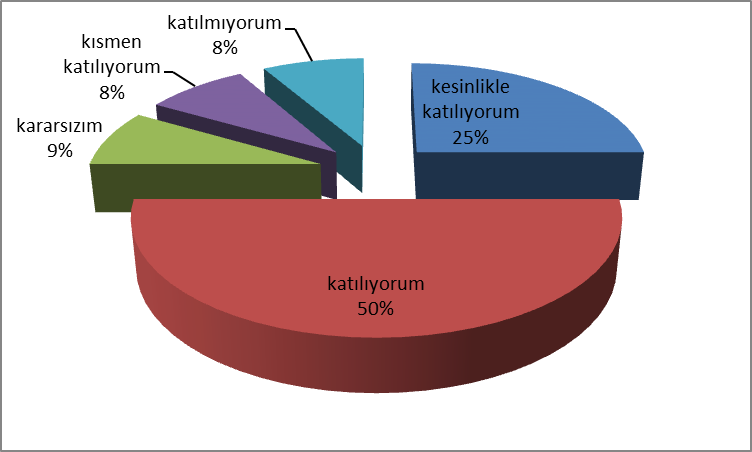 katılmıyorum
8%
kısmen
katılıyorum
8%
kararsızım
9%
kesinlikle
katılıyorum
25%
katılıyorum
50%